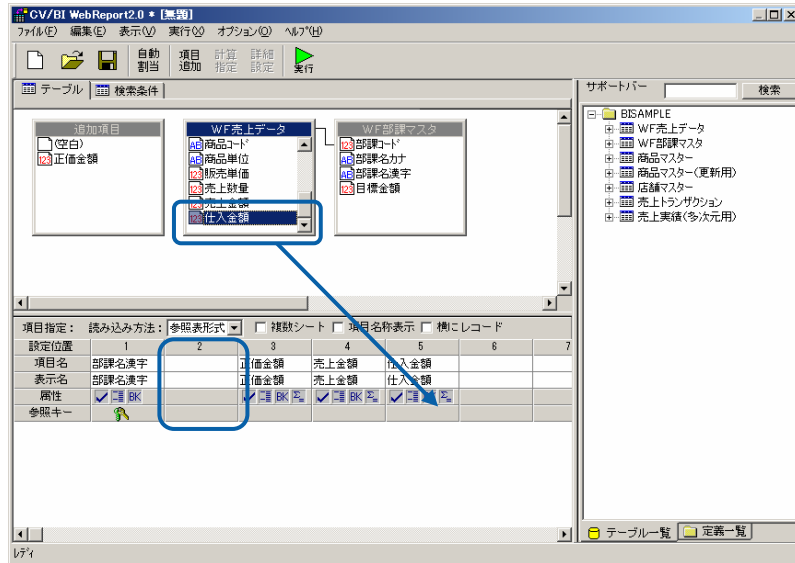 CV/BI WebReport2.0 * [無題]
ファイル(F) 編集(E) 表示(V) 実行(X) オプション(O) ヘルプ(H)
自動割当 項目追加 計算指定 詳細設定 実行
テーブル 検索条件
追加項目
(空白)
正価金額
WF売上データ
商品コード
商品単位
販売単価
売上数量
売上金額
仕入金額
WF部課マスタ
部課コード
部課名カナ
部課名漢字
目標金額
項目指定: 読み込み方法: 参照表形式 複数シート 項目名称表示 横にレコード
設定位置 1 2 3 4 5 6 7
項目名 部課名漢字 正価金額 売上金額 仕入金額
表示名 部課名漢字 正価金額 売上金額 仕入金額
属性 BK BK BK
参照キー
サポートバー 検索
BISAMPLE
WF売上データ
WF部課マスタ
商品マスター
商品マスター(更新用)
店舗マスター
売上トランザクション
売上実績(多次元用)
テーブル一覧 定義一覧
レディ